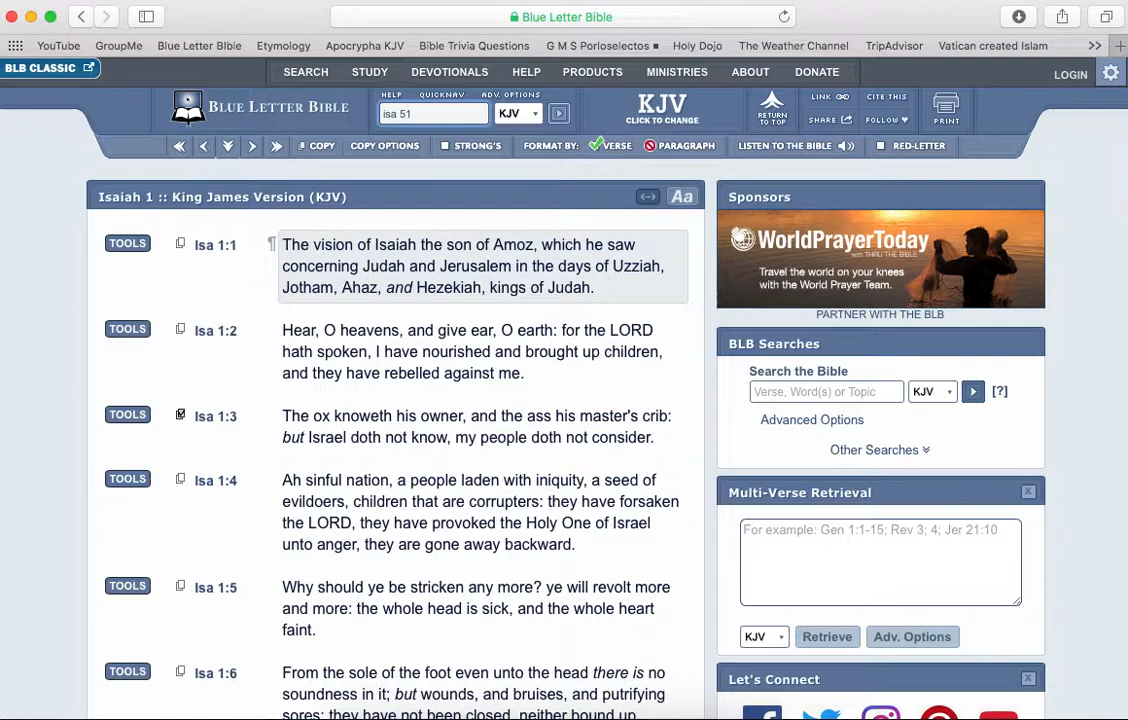 Blue Letter Bible
YouTube GroupMe Blue Letter BIble Etymology Apocrypha KJV Bible Trivia Questions G M S Porloselectos ■ Holy Dojo The Weather Channel TripAdvisor Vatican created Islam >>
BLB CLASSIC
SEARCH STUDY DEVOTIONALS HELP PRODUCTS MINISTRIES ABOUT DONATE LOGIN
HELP QUICKNAV ADV. OPTIONS
BLUE LETTER BIBLE
isa 51 KJV
KJV
CLICK TO CHANGE
RETURN
TO TOP
LINK CITE THIS
SHARE FOLLOW
PRINT
COPY COPY OPTIONS STRONG'S FORMAT BY: VERSE PARAGRAPH LISTEN TO THE BIBLE RED-LETTER
Isaiah 1 :: King James Version (KJV) Aa
TOOLS Isa 1:1 ¶ The vision of Isaiah the son of Amoz, which he saw
concerning Judah and Jerusalem in the days of Uzziah,
Jotham, Ahaz, and Hezekiah, kings of Judah.
TOOLS Isa 1:2 Hear, O heavens, and give ear, O earth: for the LORD
hath spoken, I have nourished and brought up children,
and they have rebelled against me.
TOOLS Isa 1:3 The ox knoweth his owner, and the ass his master's crib:
but Israel doth not know, my people doth not consider.
TOOLS Isa 1:4 Ah sinful nation, a people laden with iniquity, a seed of
evildoers, children that are corrupters: they have forsaken
the LORD, they have provoked the Holy One of Israel
unto anger, they are gone away backward.
TOOLS Isa 1:5 Why should ye be stricken any more? ye will revolt more
and more: the whole head is sick, and the whole heart
faint.
TOOLS Isa 1:6 From the sole of the foot even unto the head there is no
soundness in it; but wounds, and bruises, and putrifying
sores: they have not been closed, neither bound up,
Sponsors
WorldPrayerToday
with THRU THE BIBLE
Travel the world on your knees
with the World Prayer Team.
PARTNER WITH THE BLB
BLB Searches
Search the Bible
Verse, Word(s) or Topic KJV [?]
Advanced Options
Other Searches
Multi-Verse Retrieval X
For example: Gen 1:1-15; Rev 3; 4; Jer 21:10
KJV Retrieve Adv. Options
Let's Connect X